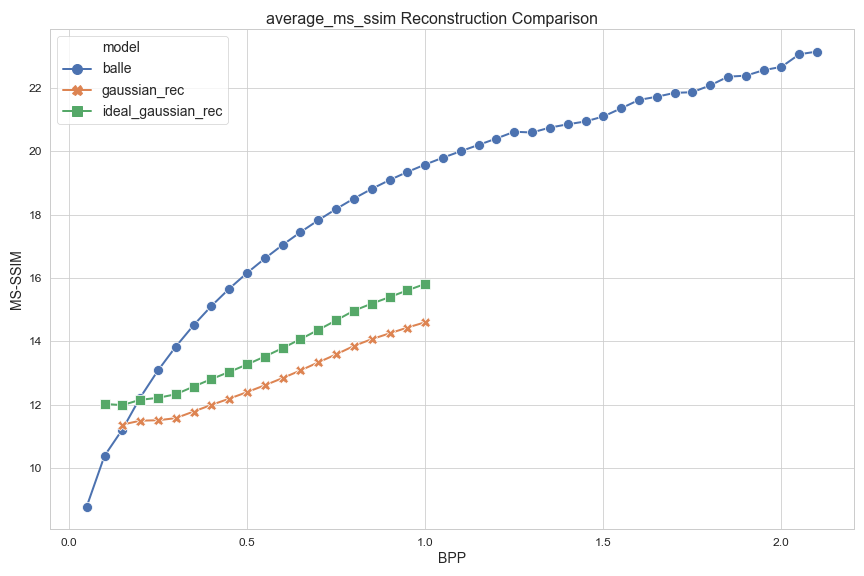 average_ms_ssim Reconstruction Comparison
model
balle
gaussian_rec
ideal_gaussian_rec
MS-SSIM
22
20
18
16
14
12
10
0.0 0.5 1.0 1.5 2.0
BPP